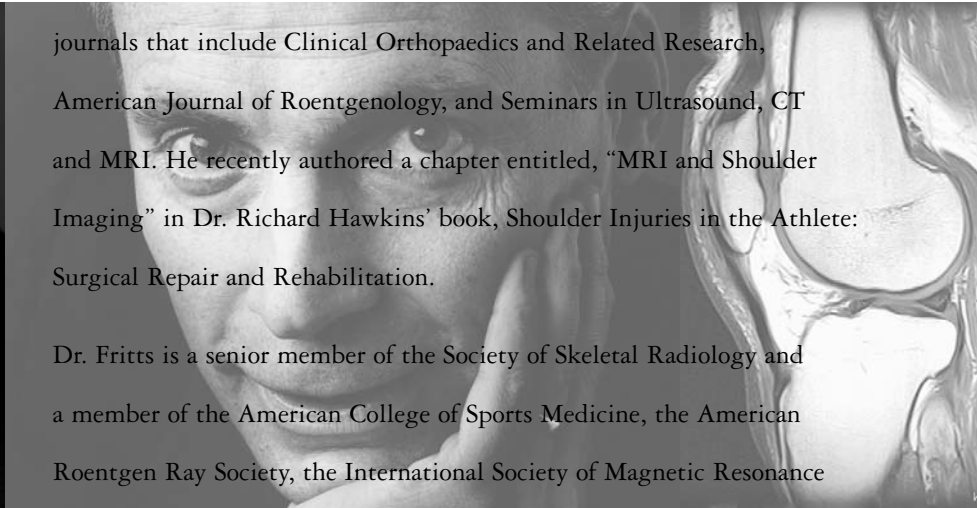 journals that include Clinical Orthopaedics and Related Research,
American Journal of Roentgenology, and Seminars in Ultrasound, CT
and MRI. He recently authored a chapter entitled, “MRI and Shoulder
Imaging” in Dr. Richard Hawkins’ book, Shoulder Injuries in the Athlete:
Surgical Repair and Rehabilitation.
Dr. Fritts is a senior member of the Society of Skeletal Radiology and
a member of the American College of Sports Medicine, the American
Roentgen Ray Society, the International Society of Magnetic Resonance